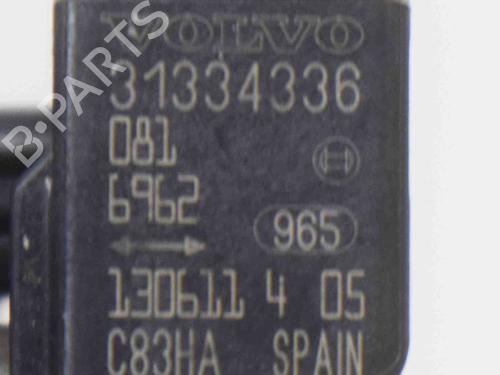 VOLVO
31334336
081
6962
965
130611 4 05
C83HA SPAIN
B-PARTS